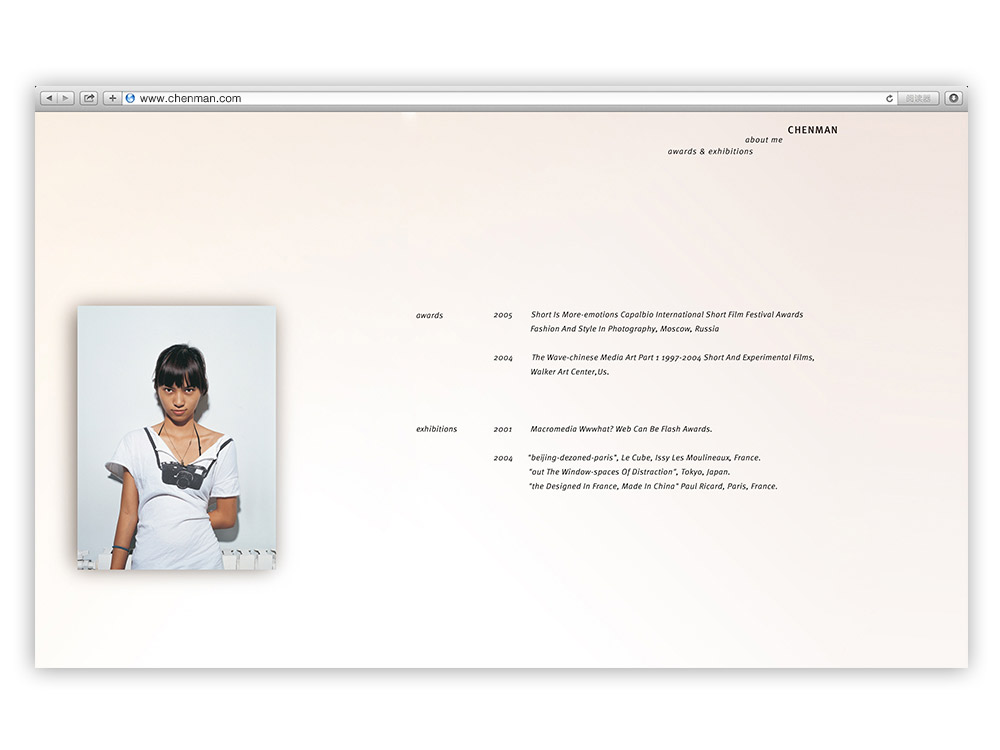 www.chenman.com
阅读器
CHENMAN
about me
awards & exhibitions
awards 2005 Short Is More-emotions Capalbio International Short Film Festival Awards
Fashion And Style In Photography, Moscow, Russia
2004 The Wave-chinese Media Art Part 1 1997-2004 Short And Experimental Films,
Walker Art Center,Us.
exhibitions 2001 Macromedia Wwwhat? Web Can Be Flash Awards.
2004 "beijing-dezoned-paris", Le Cube, Issy Les Moulineaux, France.
"out The Window-spaces Of Distraction", Tokyo, Japan.
"the Designed In France, Made In China" Paul Ricard, Paris, France.